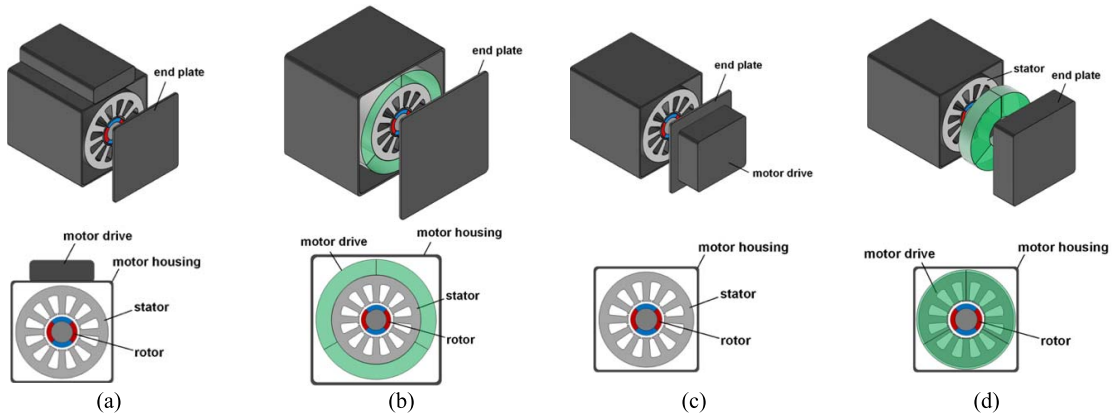 end plate
motor drive
motor housing
stator
rotor
(a)
end plate
motor drive
motor housing
stator
rotor
(b)
end plate
motor drive
motor housing
stator
rotor
(c)
stator
end plate
motor drive
motor housing
rotor
(d)